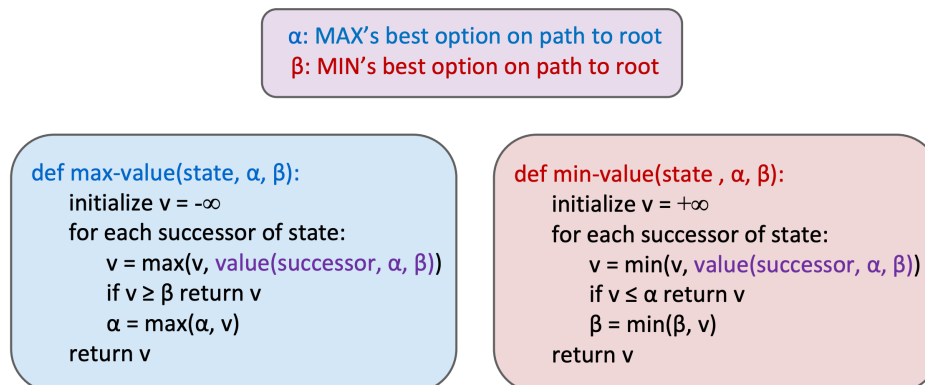 α: MAX's best option on path to root
β: MIN's best option on path to root
def max-value(state, α, β):
initialize v = -∞
for each successor of state:
v = max(v, value(successor, α, β))
if v ≥ β return v
α = max(α, v)
return v
def min-value(state , α, β):
initialize v = +∞
for each successor of state:
v = min(v, value(successor, α, β))
if v ≤ α return v
β = min(β, v)
return v